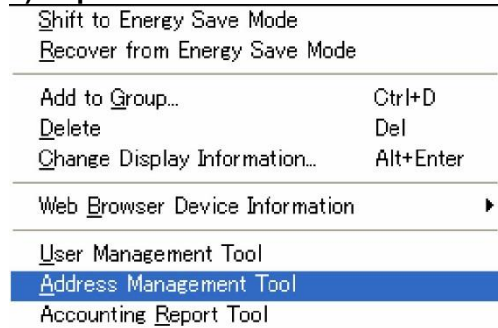 Shift to Energy Save Mode
Recover from Energy Save Mode
Add to Group... Ctrl+D
Delete Del
Change Display Information... Alt+Enter
Web Browser Device Information
User Management Tool
Address Management Tool
Accounting Report Tool